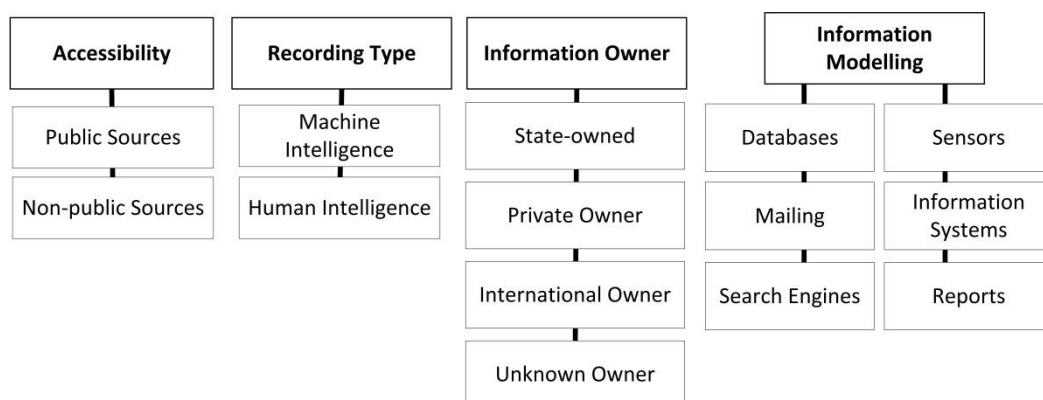 Accessibility
Public Sources
Non-public Sources
Recording Type
Machine
Intelligence
Human Intelligence
Information Owner
State-owned
Private Owner
International Owner
Unknown Owner
Information
Modelling
Databases
Mailing
Search Engines
Sensors
Information
Systems
Reports